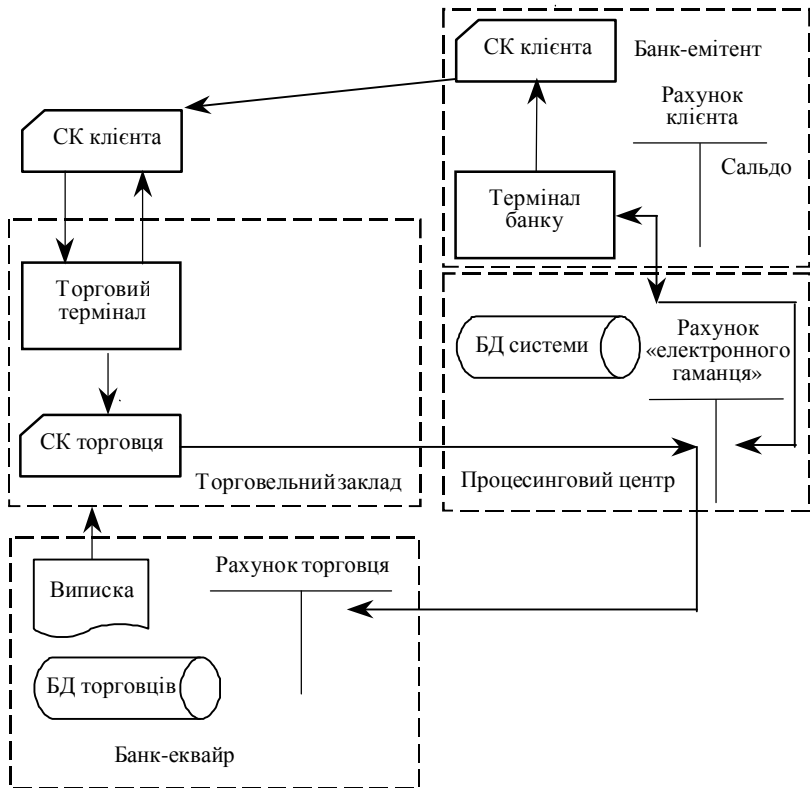 СК клієнта
Банк-емітент
Рахунок
клієнта
Сальдо
Термінал
банку
СК клієнта
Торговий
термінал
СК торговця
Торговельний заклад
БД системи
Рахунок
«електронного
гаманця»
Процесинговий центр
Виписка
Рахунок торговця
БД торговців
Банк-еквайр